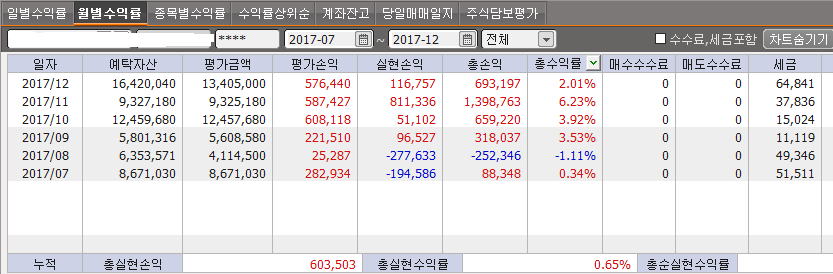 일별수익률 월별수익률 종목별수익률 수익률상위순 계좌잔고 당일매매일지 주식담보평가
**** 2017-07 ~ 2017-12 전체 수수료,세금포함 차트숨기기
일자 예탁자산 평가금액 평가손익 실현손익 총손익 총수익률 매수수수료 매도수수료 세금
2017/12 16,420,040 13,405,000 576,440 116,757 693,197 2.01% 0 0 64,841
2017/11 9,327,180 9,325,180 587,427 811,336 1,398,763 6.23% 0 0 37,836
2017/10 12,459,680 12,457,680 608,118 51,102 659,220 3.92% 0 0 15,024
2017/09 5,801,316 5,608,580 221,510 96,527 318,037 3.53% 0 0 11,119
2017/08 6,353,571 4,114,500 25,287 -277,633 -252,346 -1.11% 0 0 49,346
2017/07 8,671,030 8,671,030 282,934 -194,586 88,348 0.34% 0 0 51,511
누적 총실현손익 603,503 총실현수익률 0.65% 총순실현수익률